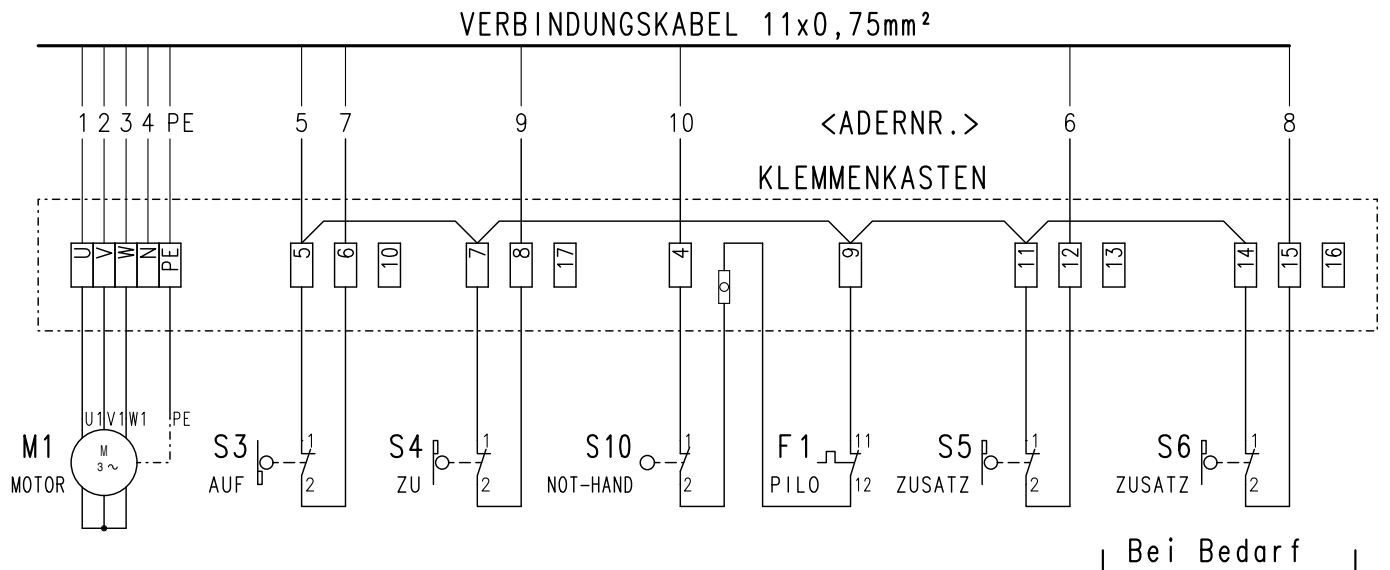 VERBINDUNGSKABEL 11x0,75mm²
1 2 3 4 PE 5 7 9 10 <ADERNR.> 6 8
KLEMMENKASTEN
U V W N PE 5 6 10 7 8 17 4 9 11 12 13 14 15 16
U1 V1 W1 PE
M1 M 3~ S3 1 S4 1 S10 1 F1 11 S5 1 S6 1
MOTOR AUF 2 ZU 2 NOT-HAND 2 PILO 12 ZUSATZ 2 ZUSATZ 2
Bei Bedarf